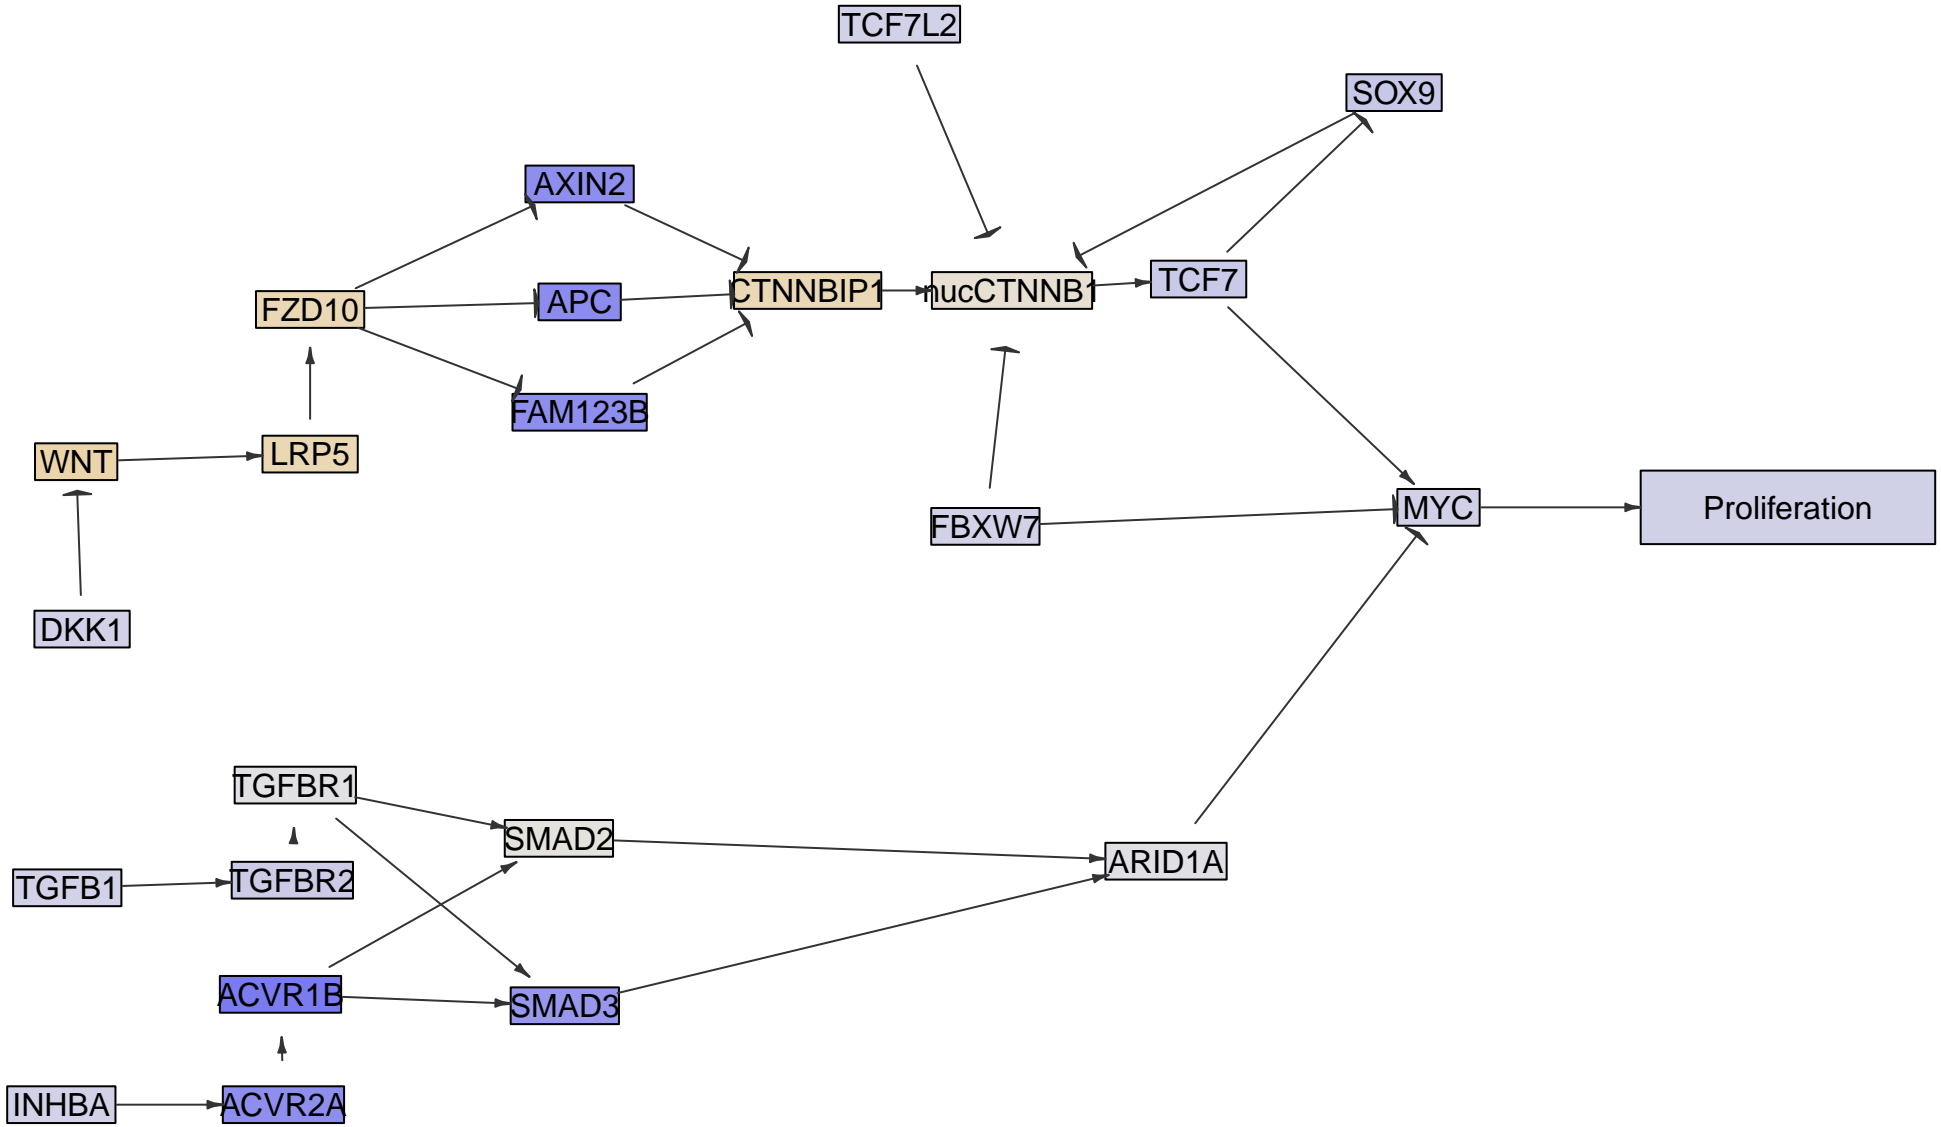 TCF7L2
SOX9
AXIN2
TCF7
CTNNBIP1
nucCTNNB1
APC
FZD10
FAM123B
LRP5
WNT
MYC
Proliferation
FBXW7
DKK1
TGFBR1
SMAD2
ARID1A
TGFBR2
TGFB1
ACVR1B
SMAD3
INHBA
ACVR2A